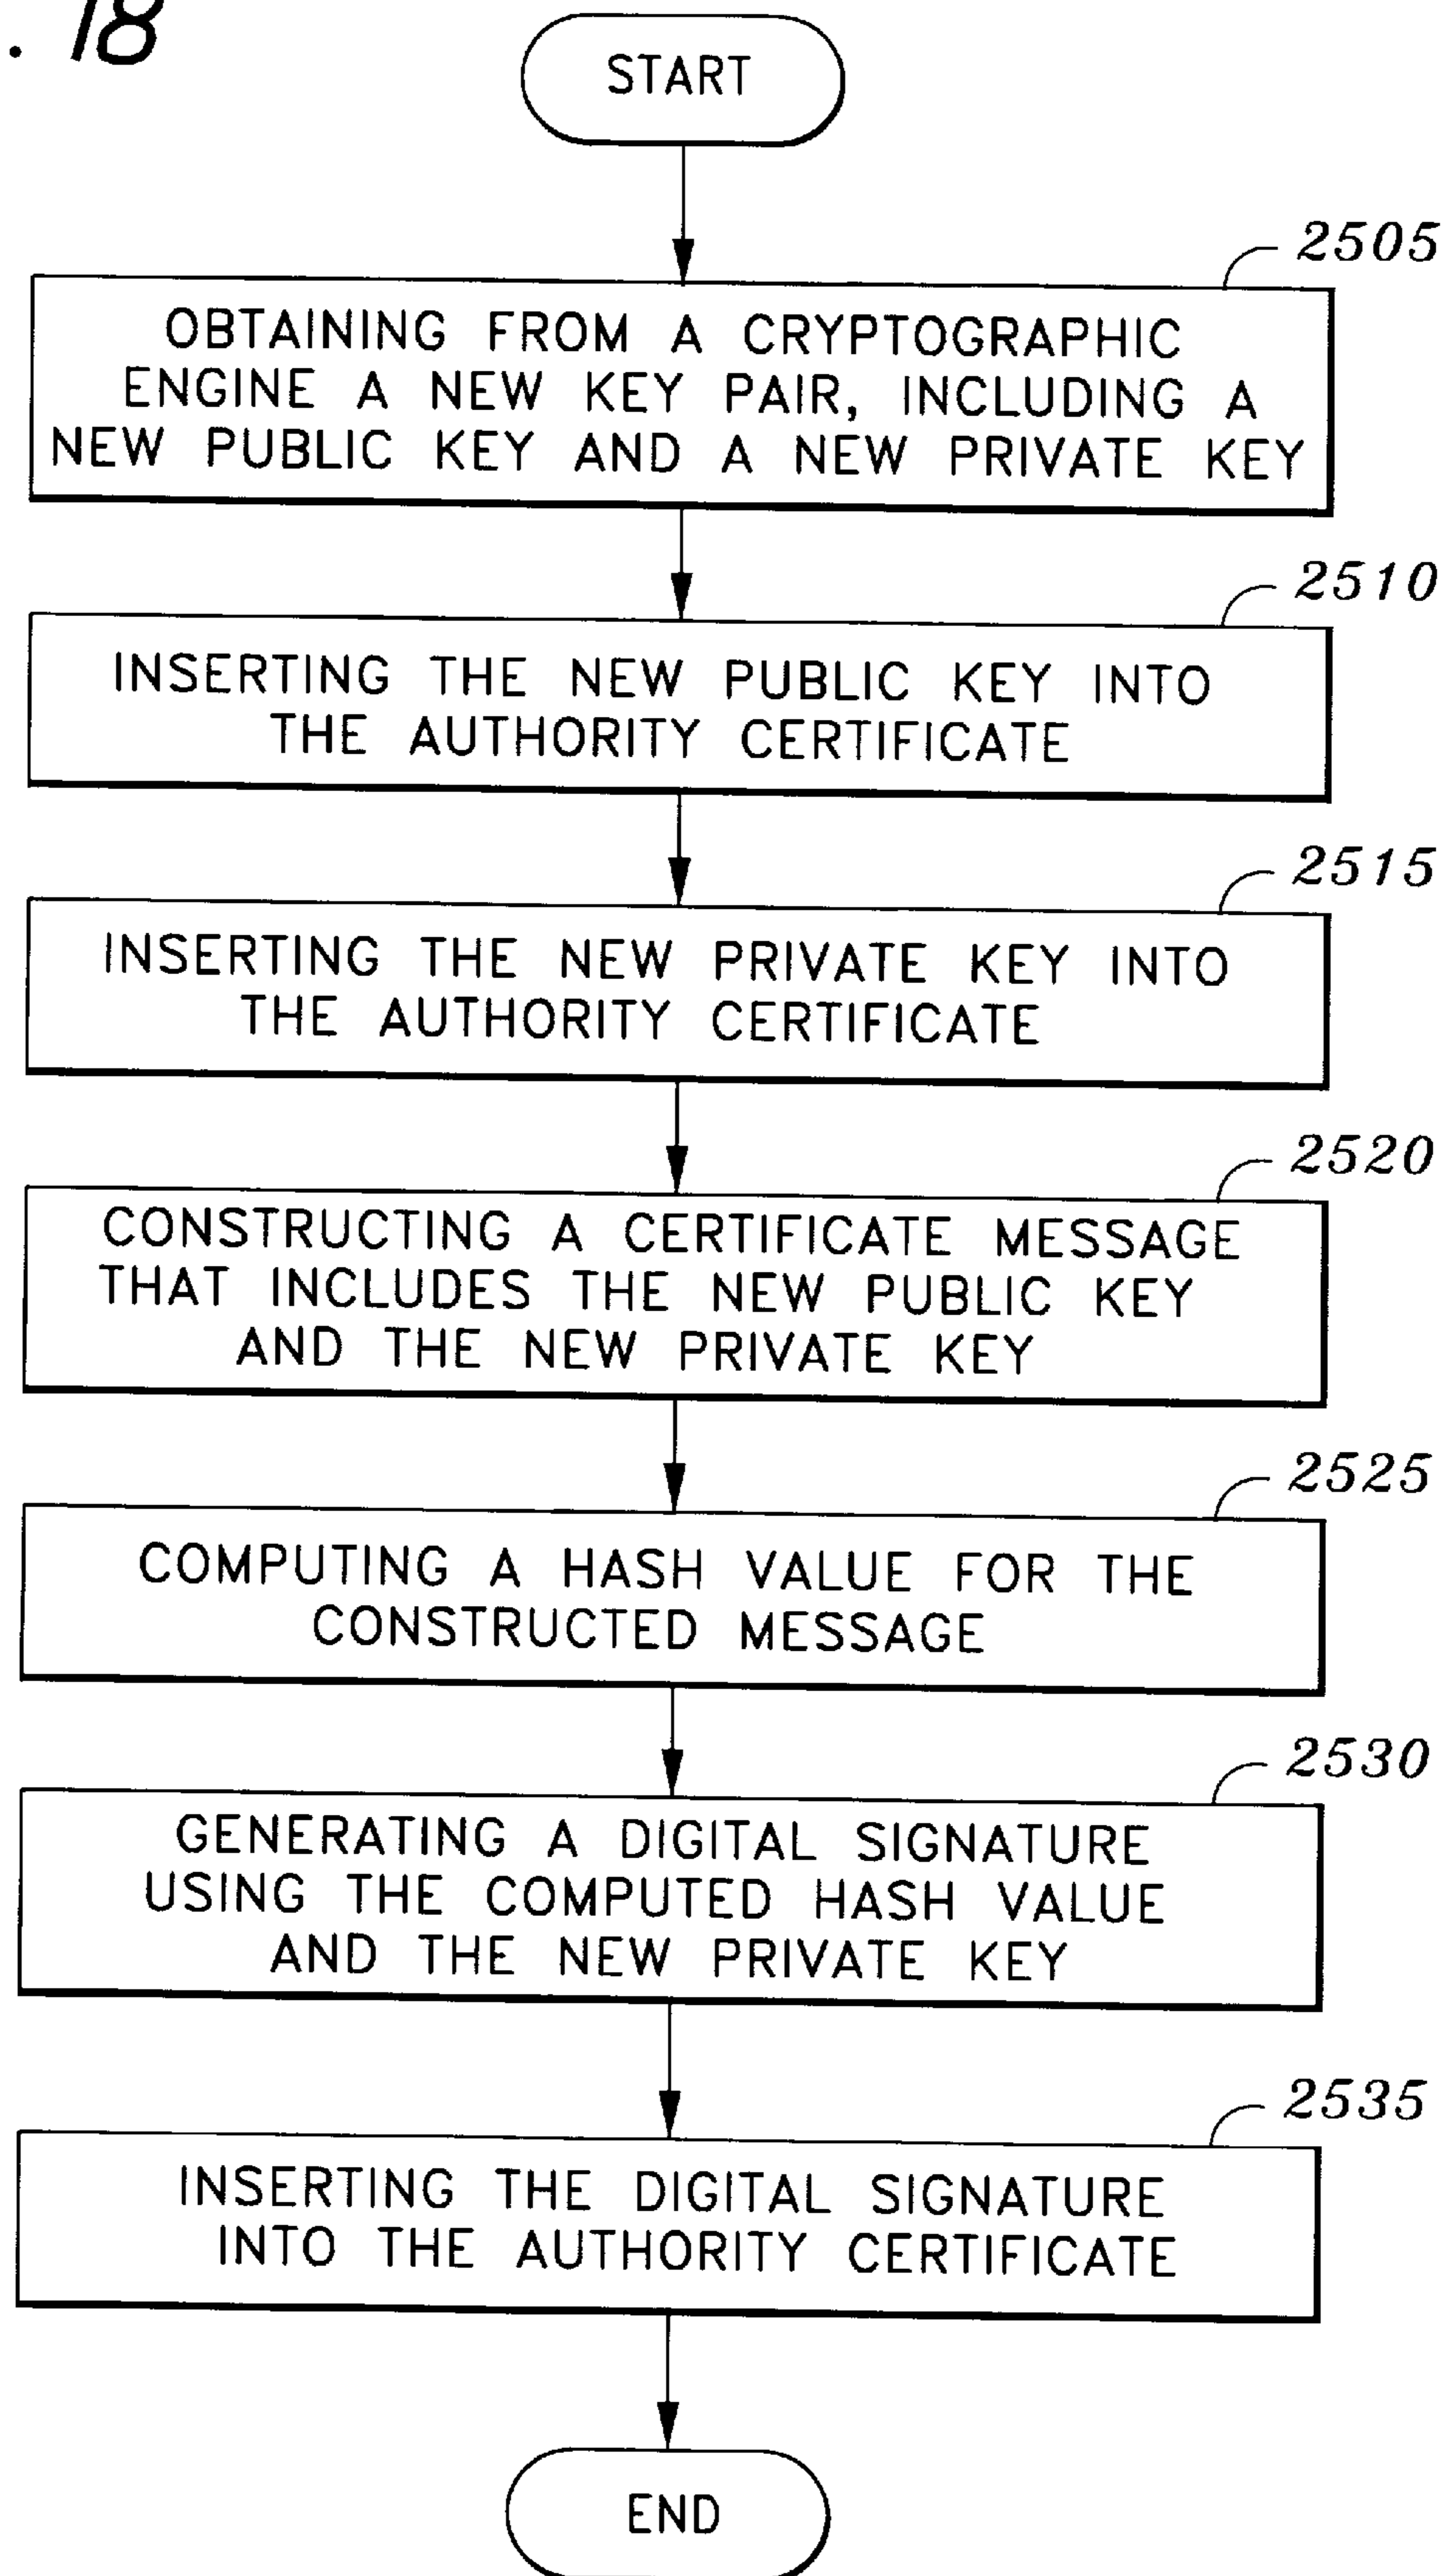 . 18
START
2505
OBTAINING FROM A CRYPTOGRAPHIC
ENGINE A NEW KEY PAIR, INCLUDING A
NEW PUBLIC KEY AND A NEW PRIVATE KEY
2510
INSERTING THE NEW PUBLIC KEY INTO
THE AUTHORITY CERTIFICATE
2515
INSERTING THE NEW PRIVATE KEY INTO
THE AUTHORITY CERTIFICATE
2520
CONSTRUCTING A CERTIFICATE MESSAGE
THAT INCLUDES THE NEW PUBLIC KEY
AND THE NEW PRIVATE KEY
2525
COMPUTING A HASH VALUE FOR THE
CONSTRUCTED MESSAGE
2530
GENERATING A DIGITAL SIGNATURE
USING THE COMPUTED HASH VALUE
AND THE NEW PRIVATE KEY
2535
INSERTING THE DIGITAL SIGNATURE
INTO THE AUTHORITY CERTIFICATE
END